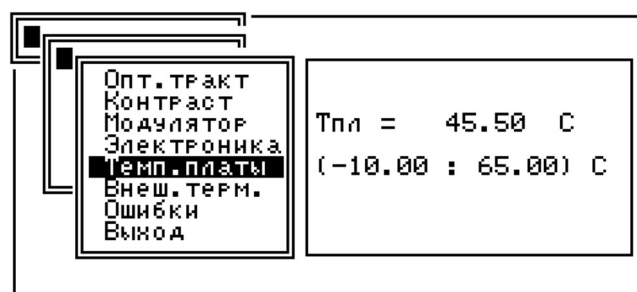 Опт.тракт
Контраст
Модулятор
Электроника
Темп.платы
Внеш.терм.
Ошибки
Выход
Тпл = 45.50 С
(-10.00 : 65.00) С